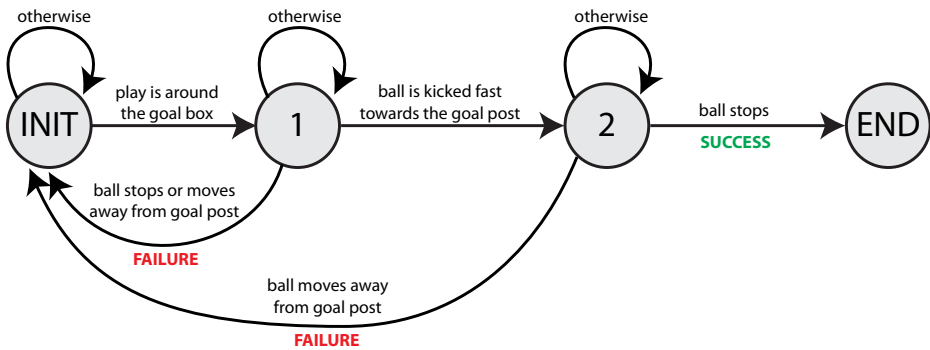 otherwise
otherwise
otherwise
INIT
play is around
the goal box
1
ball is kicked fast
towards the goal post
2
ball stops
SUCCESS
END
ball stops or moves
away from goal post
FAILURE
ball moves away
from goal post
FAILURE